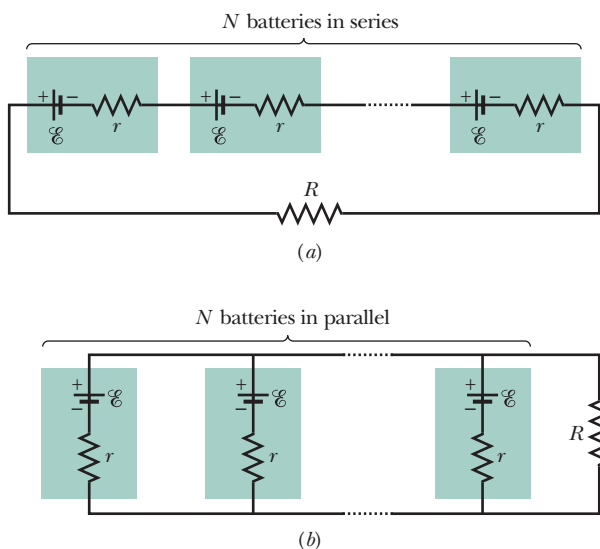 N batteries in series
+ − + − + −
ℰ r ℰ r ℰ r
R
(a)
N batteries in parallel
+ + +
ℰ ℰ ℰ
− − −
R
r r r
(b)